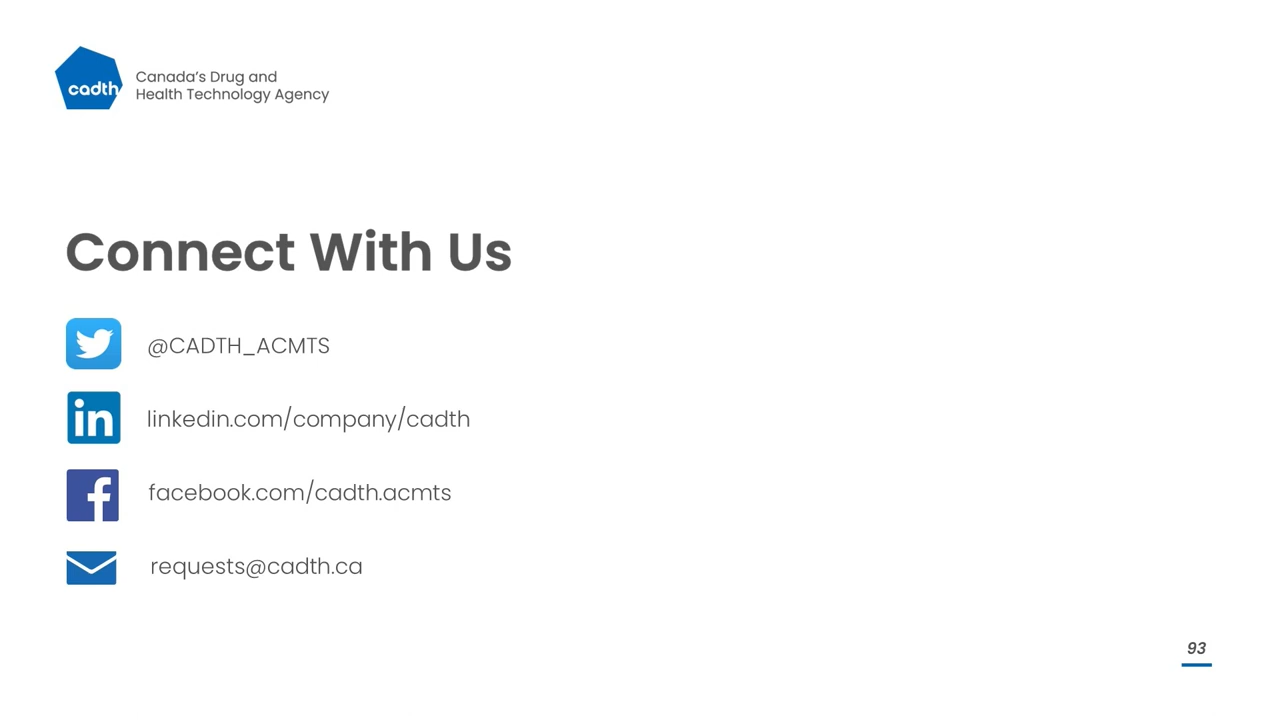 cadth
Canada's Drug and
Health Technology Agency
Connect With Us
@CADTH_ACMTS
in linkedin.com/company/cadth
f facebook.com/cadth.acmts
requests@cadth.ca
93